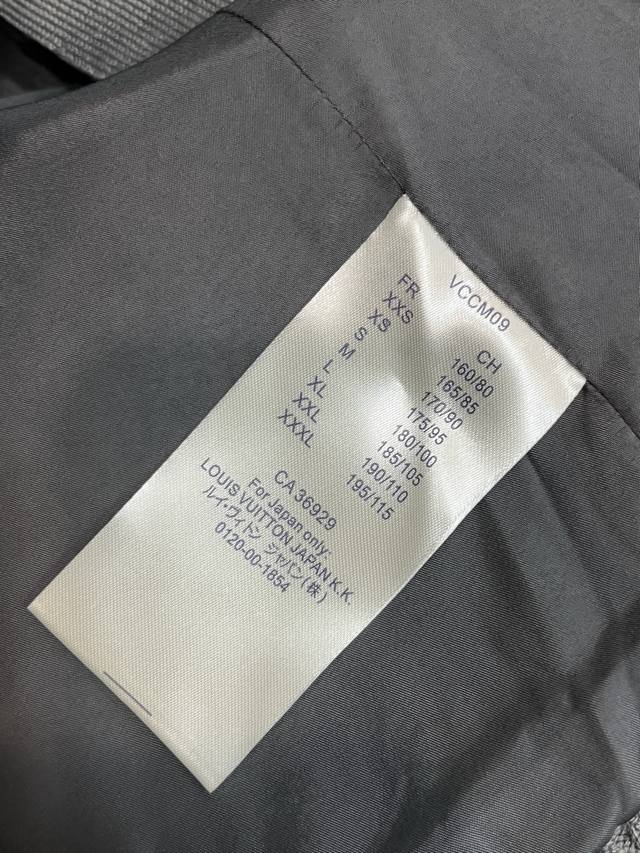 VCCM09
FR CH
XXS 160/80
XS 165/85
S 170/90
M 175/95
L 180/100
XL 185/105
XXL 190/110
XXXL 195/115
CA 36929
For Japan only:
LOUIS VUITTON JAPAN K.K.
ルイ・ヴィトン ジャパン(株)
0120-00-1854